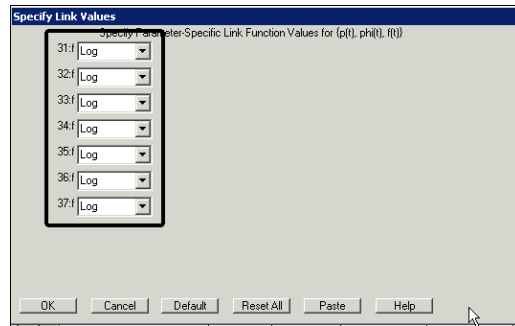 Specify Link Values
Specify Parameter-Specific Link Function Values for {p(t), phi(t), f(t)}
31:f Log
32:f Log
33:f Log
34:f Log
35:f Log
36:f Log
37:f Log
OK Cancel Default Reset All Paste Help